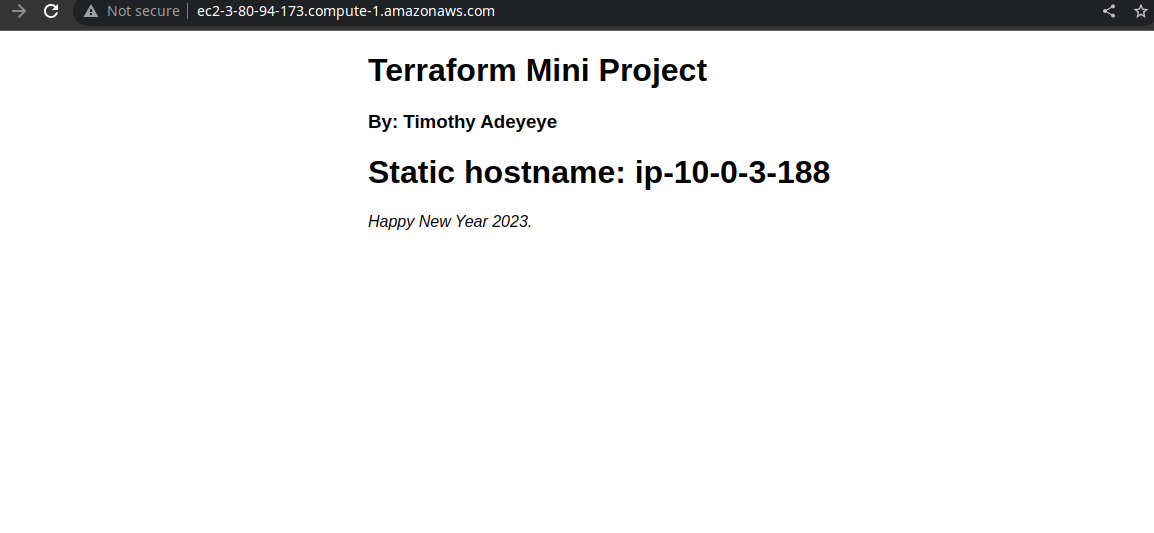 Not secure ec2-3-80-94-173.compute-1.amazonaws.com
Terraform Mini Project
By: Timothy Adeyeye
Static hostname: ip-10-0-3-188
Happy New Year 2023.